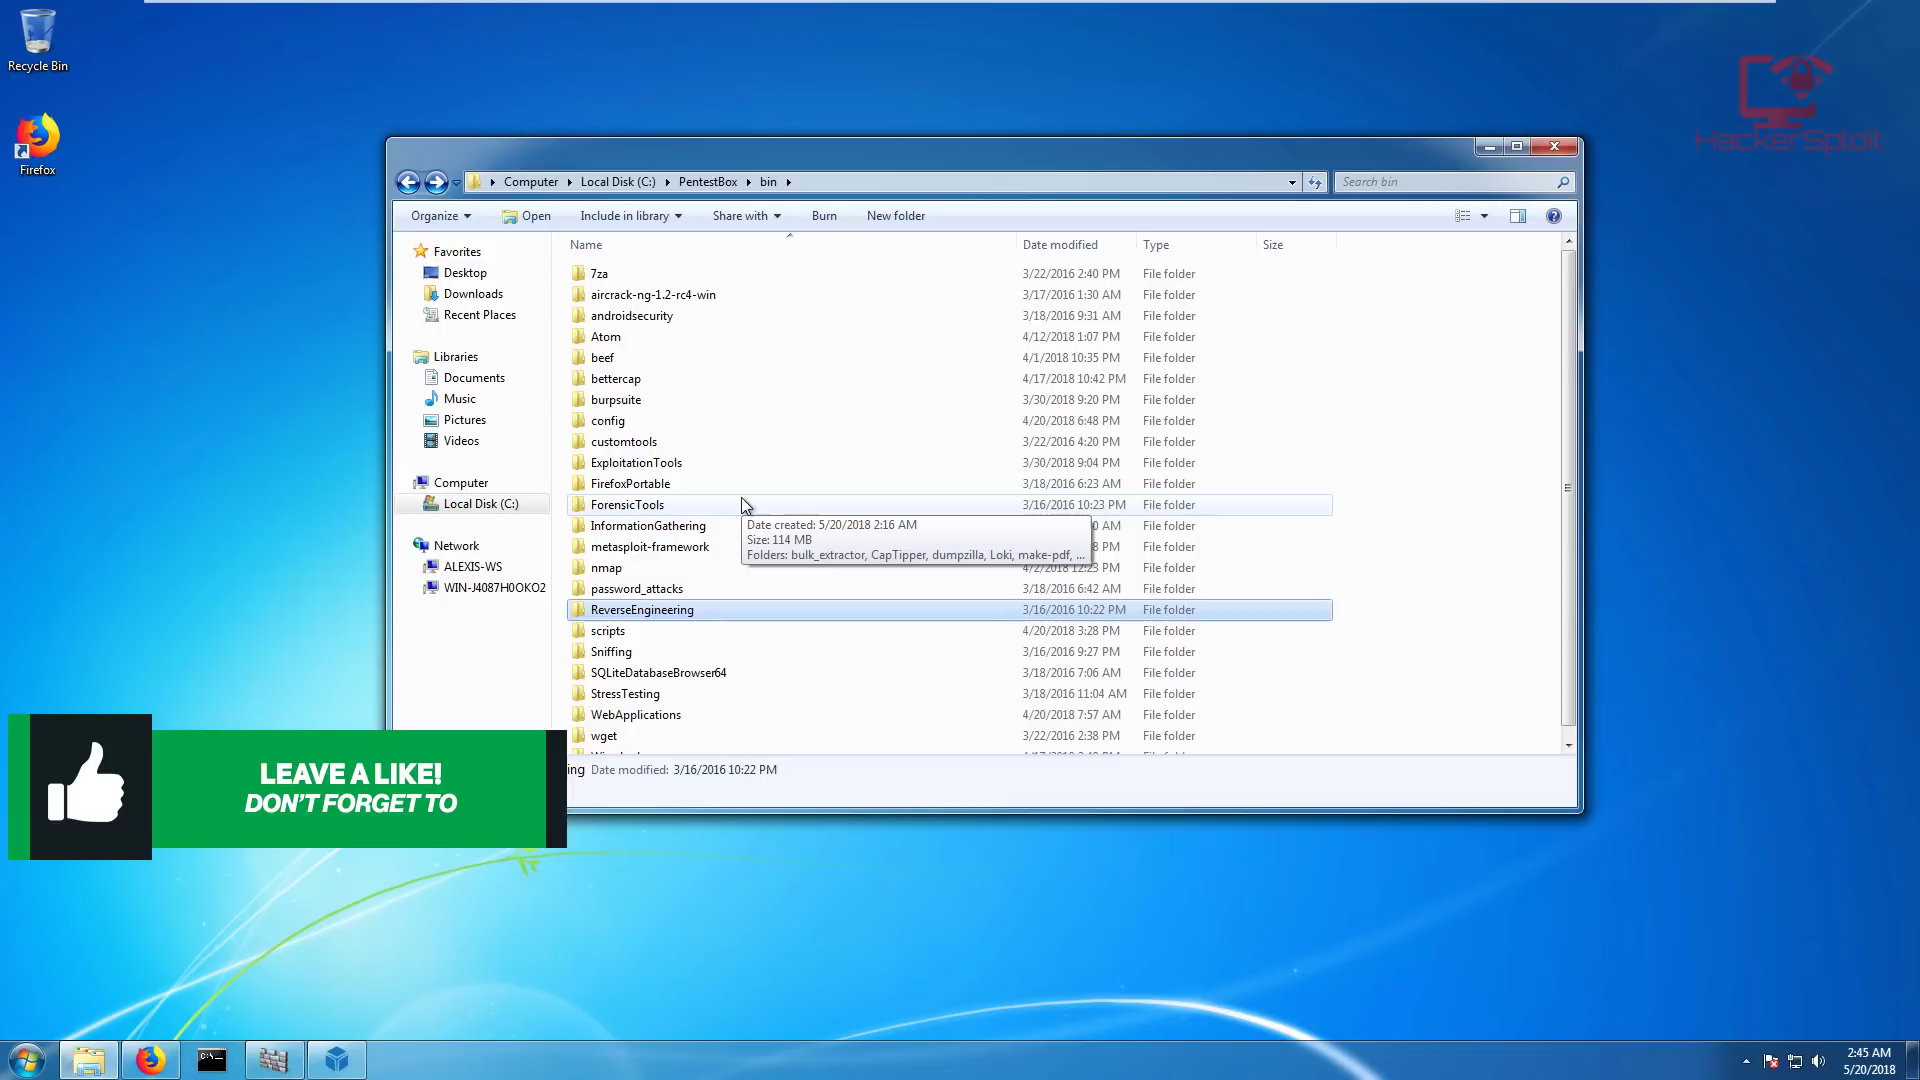 Recycle Bin
Firefox
HackerSploit
Computer Local Disk (C:) PentestBox bin
Search bin
Organize Open Include in library Share with Burn New folder
Name Date modified Type Size
Favorites
Desktop
Downloads
Recent Places
Libraries
Documents
Music
Pictures
Videos
Computer
Local Disk (C:)
Network
ALEXIS-WS
WIN-J4087H0OKO2
7za 3/22/2016 2:40 PM File folder
aircrack-ng-1.2-rc4-win 3/17/2016 1:30 AM File folder
androidsecurity 3/18/2016 9:31 AM File folder
Atom 4/12/2018 1:07 PM File folder
beef 4/1/2018 10:35 PM File folder
bettercap 4/17/2018 10:42 PM File folder
burpsuite 3/30/2018 9:20 PM File folder
config 4/20/2018 6:48 PM File folder
customtools 3/22/2016 4:20 PM File folder
ExploitationTools 3/30/2018 9:04 PM File folder
FirefoxPortable 3/18/2016 6:23 AM File folder
ForensicTools 3/16/2016 10:23 PM File folder
InformationGathering 0 AM File folder
metasploit-framework 8 PM File folder
nmap 4/2/2018 12:23 PM File folder
password_attacks 3/18/2016 6:42 AM File folder
ReverseEngineering 3/16/2016 10:22 PM File folder
scripts 4/20/2018 3:28 PM File folder
Sniffing 3/16/2016 9:27 PM File folder
SQLiteDatabaseBrowser64 3/18/2016 7:06 AM File folder
StressTesting 3/18/2016 11:04 AM File folder
WebApplications 4/20/2018 7:57 AM File folder
wget 3/22/2016 2:38 PM File folder
Date created: 5/20/2018 2:16 AM
Size: 114 MB
Folders: bulk_extractor, CapTipper, dumpzilla, Loki, make-pdf, ...
ing Date modified: 3/16/2016 10:22 PM
LEAVE A LIKE!
DON'T FORGET TO
C:\_
2:45 AM
5/20/2018